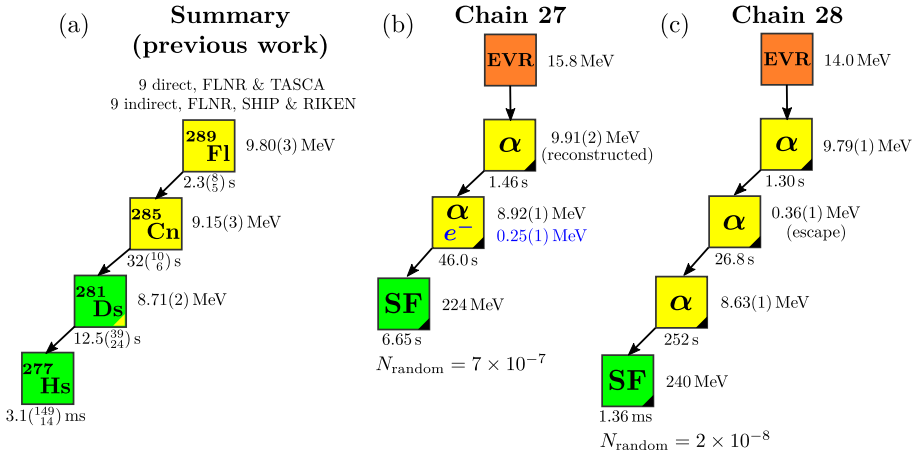 (a)
Summary
(previous work)
9 direct, FLNR & TASCA
9 indirect, FLNR, SHIP & RIKEN
289
Fl
9.80(3) MeV
2.3(8 5) s
285
Cn
9.15(3) MeV
32(10 6) s
281
Ds
8.71(2) MeV
12.5(39 24) s
277
Hs
3.1(149 14) ms
(b)
Chain 27
EVR
15.8 MeV
α
9.91(2) MeV
(reconstructed)
1.46 s
α
e−
8.92(1) MeV
0.25(1) MeV
46.0 s
SF
224 MeV
6.65 s
Nrandom = 7 × 10−7
(c)
Chain 28
EVR
14.0 MeV
α
9.79(1) MeV
1.30 s
α
0.36(1) MeV
(escape)
26.8 s
α
8.63(1) MeV
252 s
SF
240 MeV
1.36 ms
Nrandom = 2 × 10−8